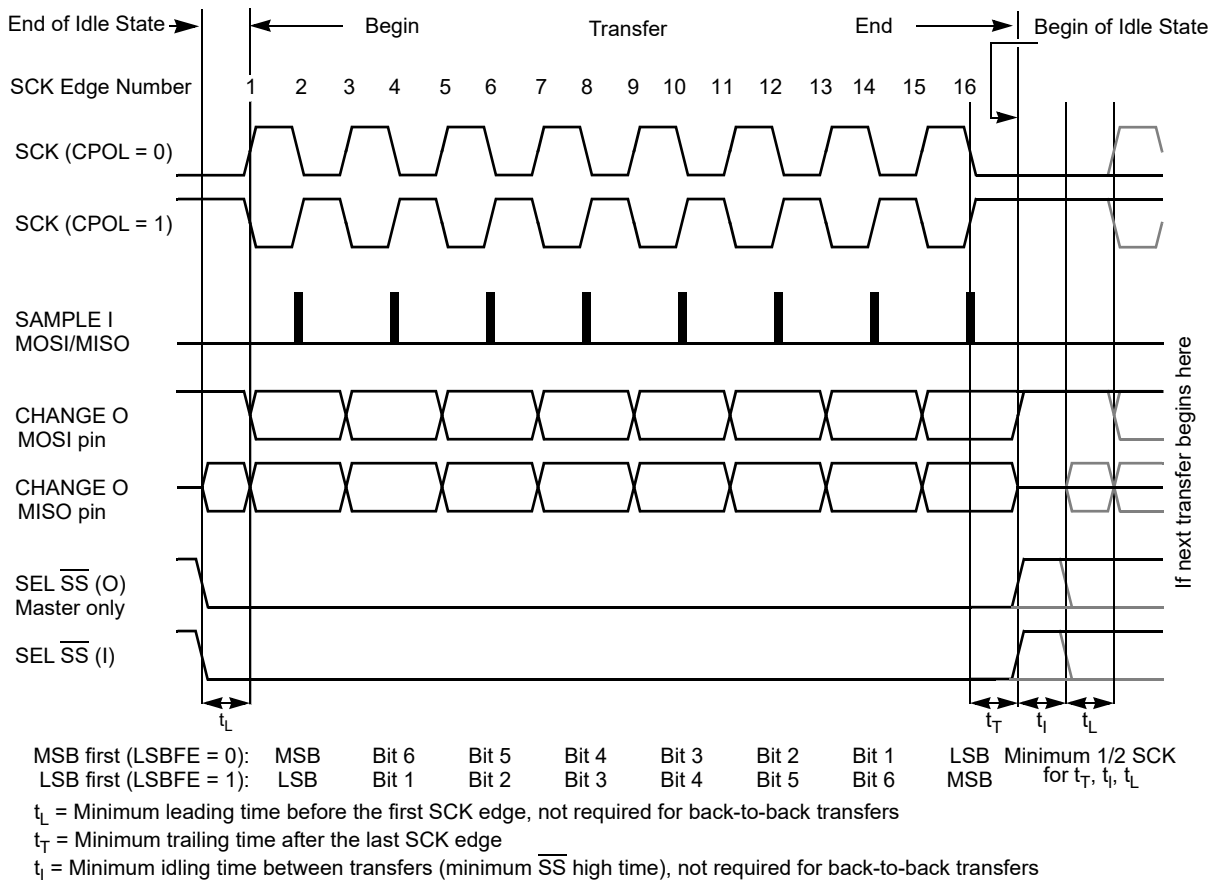 End of Idle State Begin Transfer End Begin of Idle State
SCK Edge Number 1 2 3 4 5 6 7 8 9 10 11 12 13 14 15 16
SCK (CPOL = 0)
SCK (CPOL = 1)
SAMPLE I
MOSI/MISO
CHANGE O
MOSI pin
CHANGE O
MISO pin
SEL SS (O)
Master only
SEL SS (I)
If next transfer begins here
tL tT tI tL
MSB first (LSBFE = 0): MSB Bit 6 Bit 5 Bit 4 Bit 3 Bit 2 Bit 1 LSB Minimum 1/2 SCK
LSB first (LSBFE = 1): LSB Bit 1 Bit 2 Bit 3 Bit 4 Bit 5 Bit 6 MSB for tT, tl, tL
tL = Minimum leading time before the first SCK edge, not required for back-to-back transfers
tT = Minimum trailing time after the last SCK edge
tI = Minimum idling time between transfers (minimum SS high time), not required for back-to-back transfers